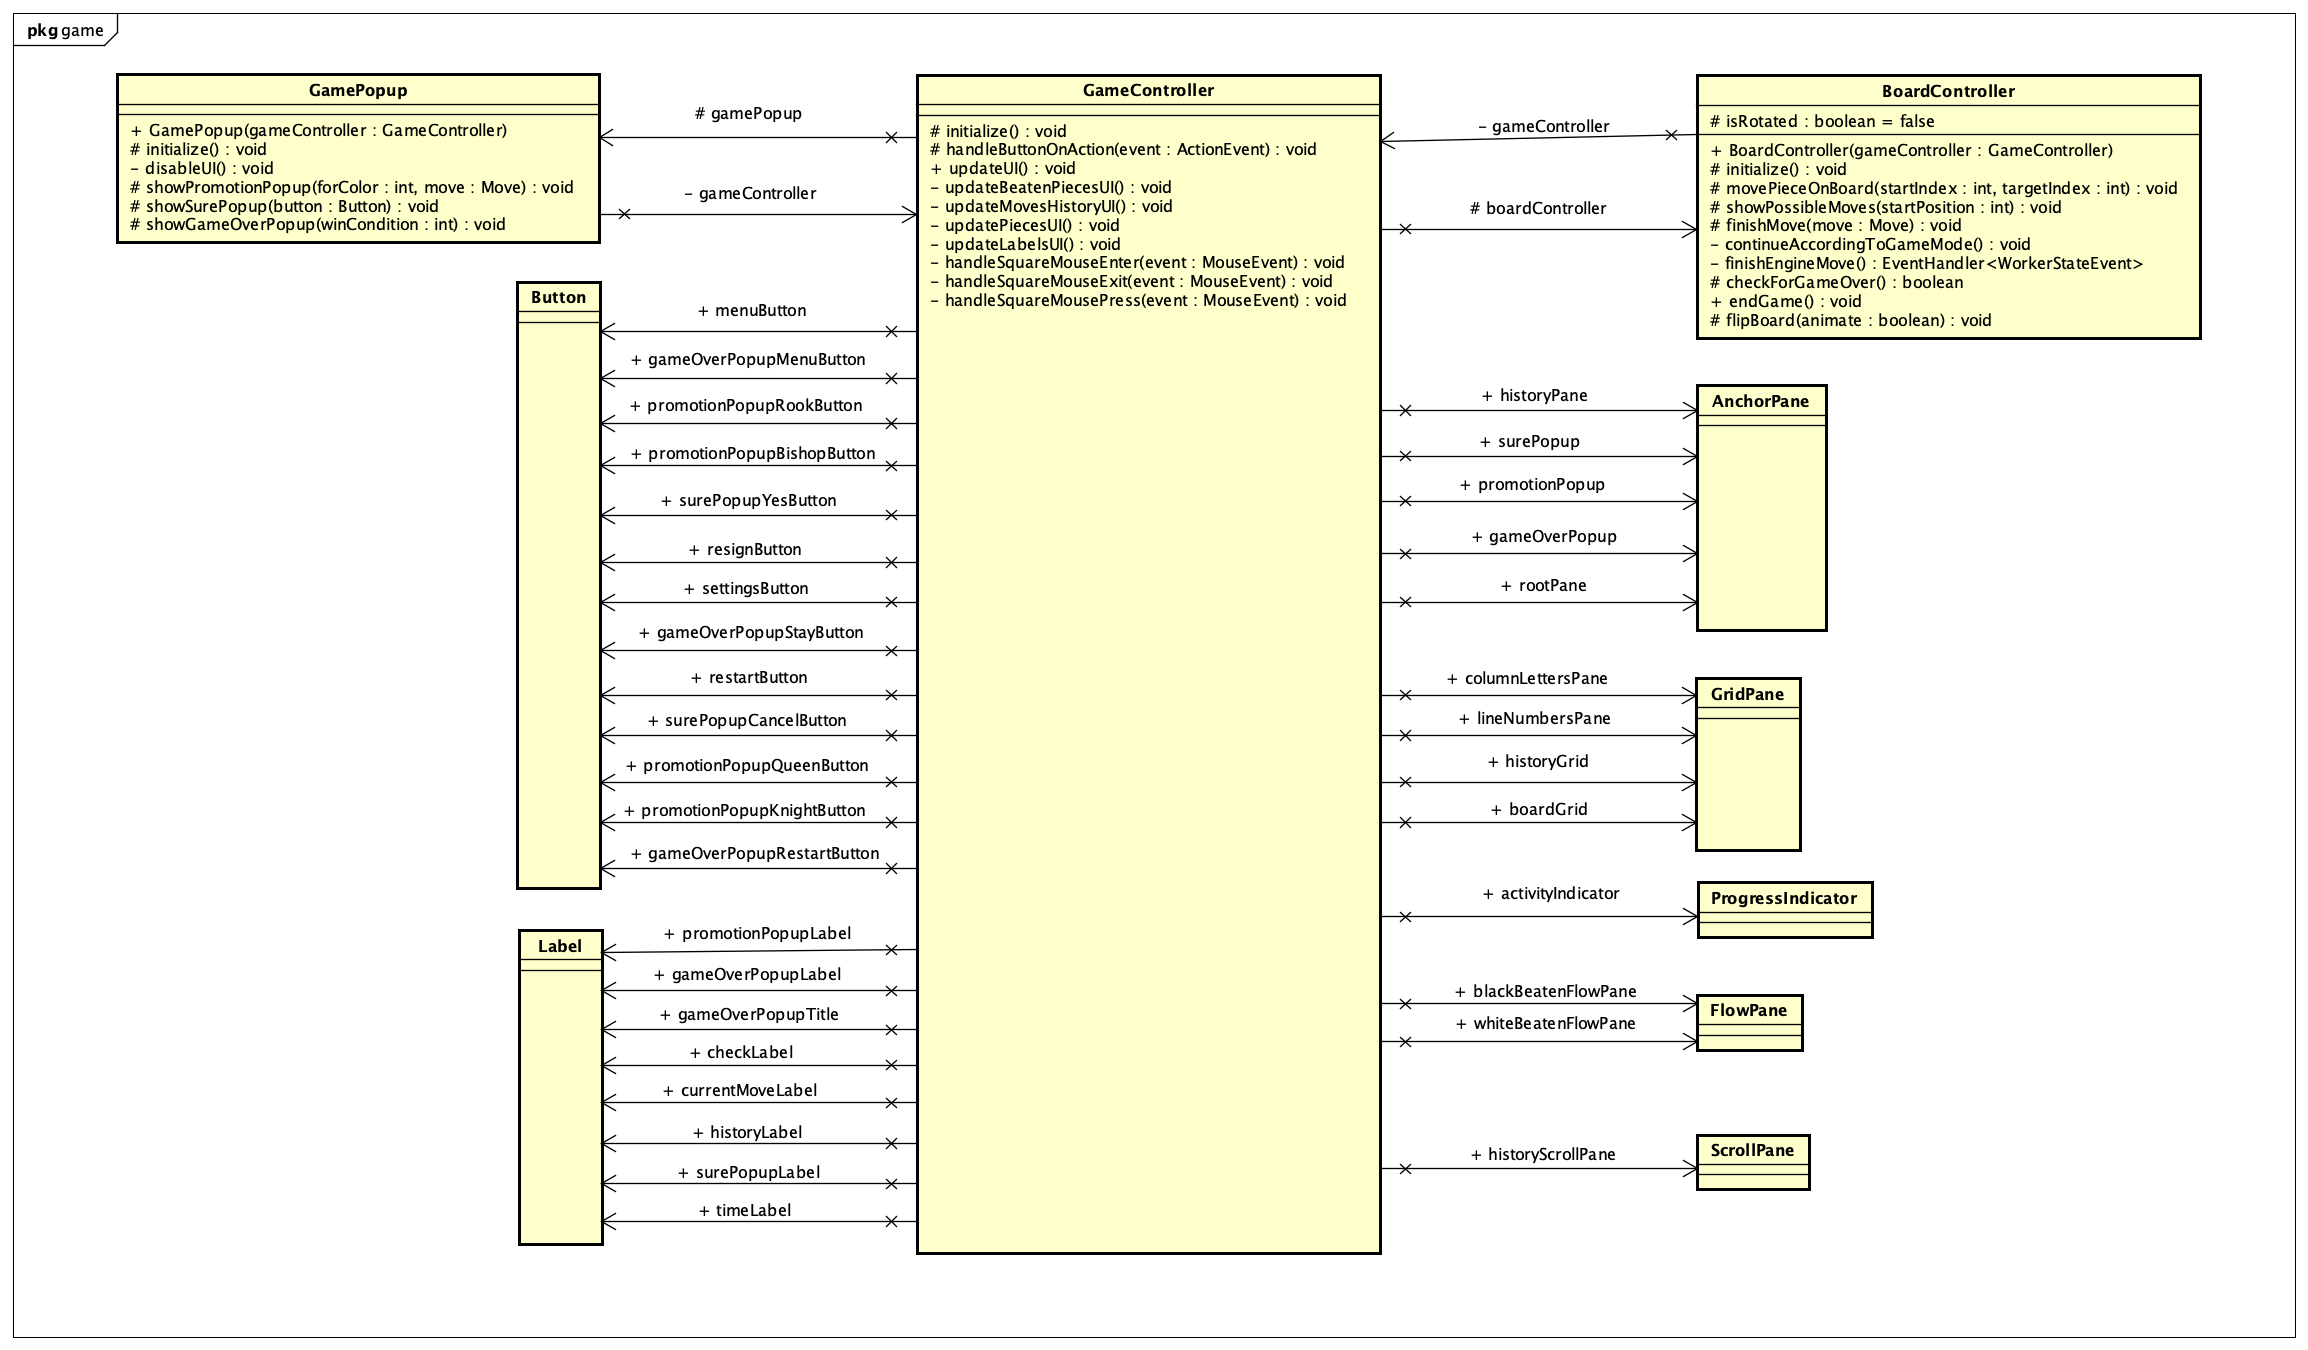 pkg game
GamePopup
+ GamePopup(gameController : GameController)
# initialize() : void
– disableUI() : void
# showPromotionPopup(forColor : int, move : Move) : void
# showSurePopup(button : Button) : void
# showGameOverPopup(winCondition : int) : void
# gamePopup
– gameController
GameController
# initialize() : void
# handleButtonOnAction(event : ActionEvent) : void
+ updateUI() : void
– updateBeatenPiecesUI() : void
– updateMovesHistoryUI() : void
– updatePiecesUI() : void
– updateLabelsUI() : void
– handleSquareMouseEnter(event : MouseEvent) : void
– handleSquareMouseExit(event : MouseEvent) : void
– handleSquareMousePress(event : MouseEvent) : void
– gameController
# boardController
BoardController
# isRotated : boolean = false
+ BoardController(gameController : GameController)
# initialize() : void
# movePieceOnBoard(startIndex : int, targetIndex : int) : void
# showPossibleMoves(startPosition : int) : void
# finishMove(move : Move) : void
– continueAccordingToGameMode() : void
– finishEngineMove() : EventHandler<WorkerStateEvent>
# checkForGameOver() : boolean
+ endGame() : void
# flipBoard(animate : boolean) : void
Button
+ menuButton
+ gameOverPopupMenuButton
+ promotionPopupRookButton
+ promotionPopupBishopButton
+ surePopupYesButton
+ resignButton
+ settingsButton
+ gameOverPopupStayButton
+ restartButton
+ surePopupCancelButton
+ promotionPopupQueenButton
+ promotionPopupKnightButton
+ gameOverPopupRestartButton
Label
+ promotionPopupLabel
+ gameOverPopupLabel
+ gameOverPopupTitle
+ checkLabel
+ currentMoveLabel
+ historyLabel
+ surePopupLabel
+ timeLabel
+ historyPane
+ surePopup
+ promotionPopup
+ gameOverPopup
+ rootPane
AnchorPane
+ columnLettersPane
+ lineNumbersPane
+ historyGrid
+ boardGrid
GridPane
+ activityIndicator
ProgressIndicator
+ blackBeatenFlowPane
+ whiteBeatenFlowPane
FlowPane
+ historyScrollPane
ScrollPane